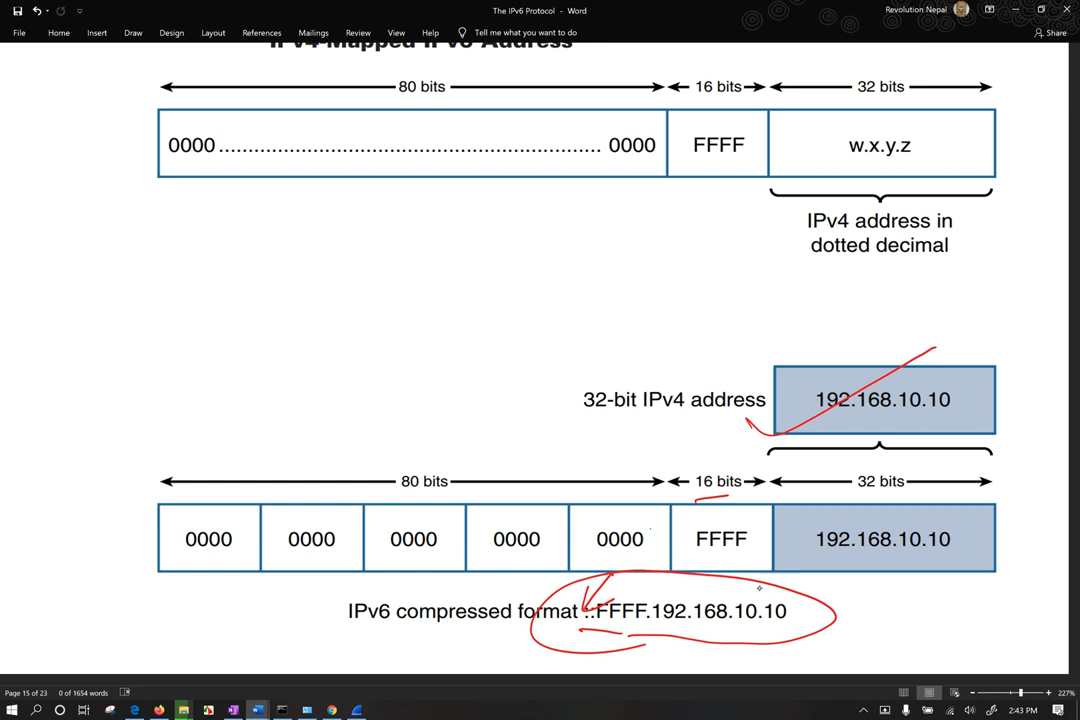 The IPv6 Protocol - Word
Revolution Nepal
File Home Insert Draw Design Layout References Mailings Review View Help Tell me what you want to do Share
IPv4-Mapped IPv6 Address
80 bits 16 bits 32 bits
0000 ................................................................ 0000 FFFF w.x.y.z
IPv4 address in
dotted decimal
32-bit IPv4 address 192.168.10.10
80 bits 16 bits 32 bits
0000 0000 0000 0000 0000 FFFF 192.168.10.10
IPv6 compressed format ::FFFF.192.168.10.10
Page 15 of 23 0 of 1654 words 227%
2:43 PM